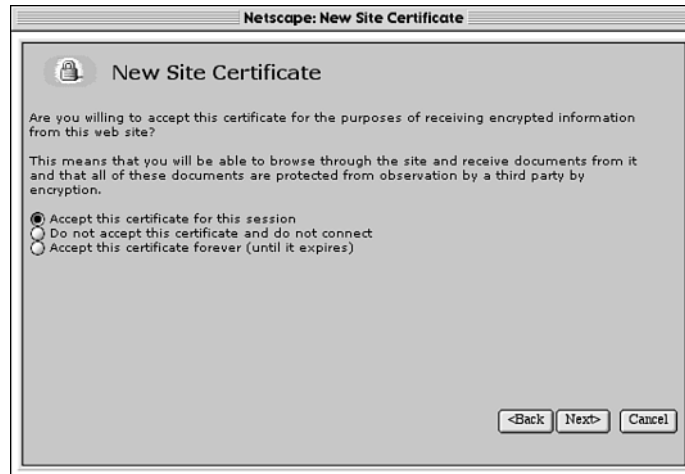 Netscape: New Site Certificate
New Site Certificate
Are you willing to accept this certificate for the purposes of receiving encrypted information
from this web site?
This means that you will be able to browse through the site and receive documents from it
and that all of these documents are protected from observation by a third party by
encryption.
Accept this certificate for this session
Do not accept this certificate and do not connect
Accept this certificate forever (until it expires)
<Back Next> Cancel